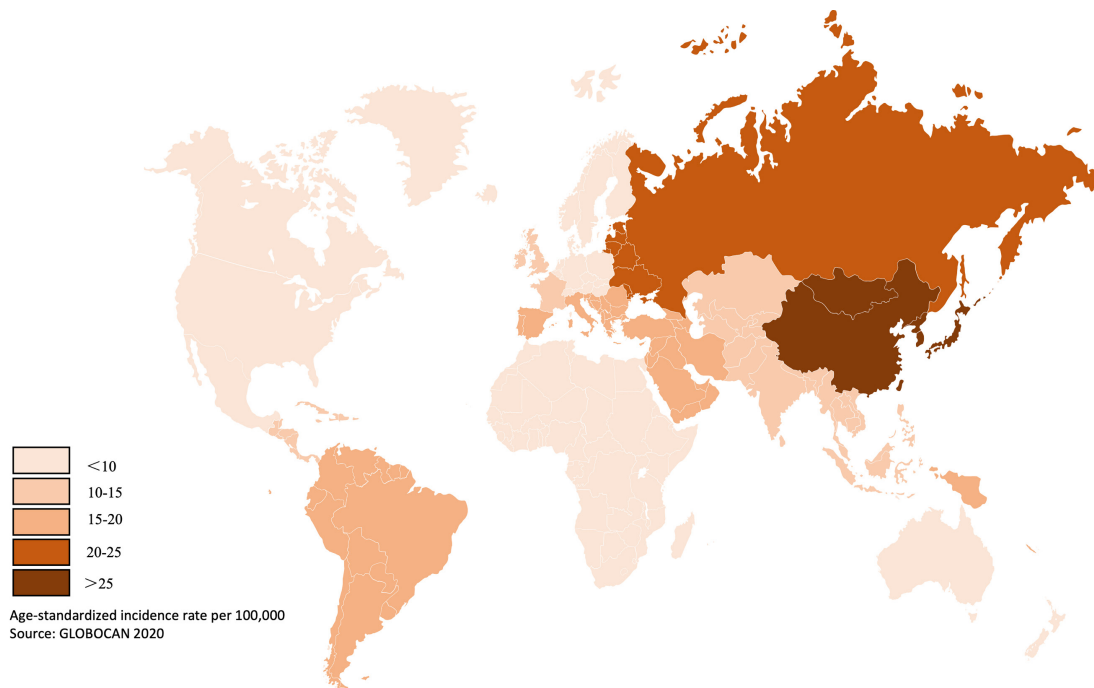 <10
10-15
15-20
20-25
>25
Age-standardized incidence rate per 100,000
Source: GLOBOCAN 2020